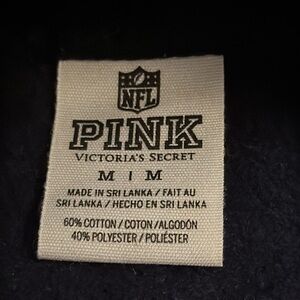 NFL
PINK
VICTORIA'S SECRET
M | M
MADE IN SRI LANKA / FAIT AU
SRI LANKA / HECHO EN SRI LANKA
60% COTTON / COTON / ALGODÓN
40% POLYESTER / POLIÉSTER